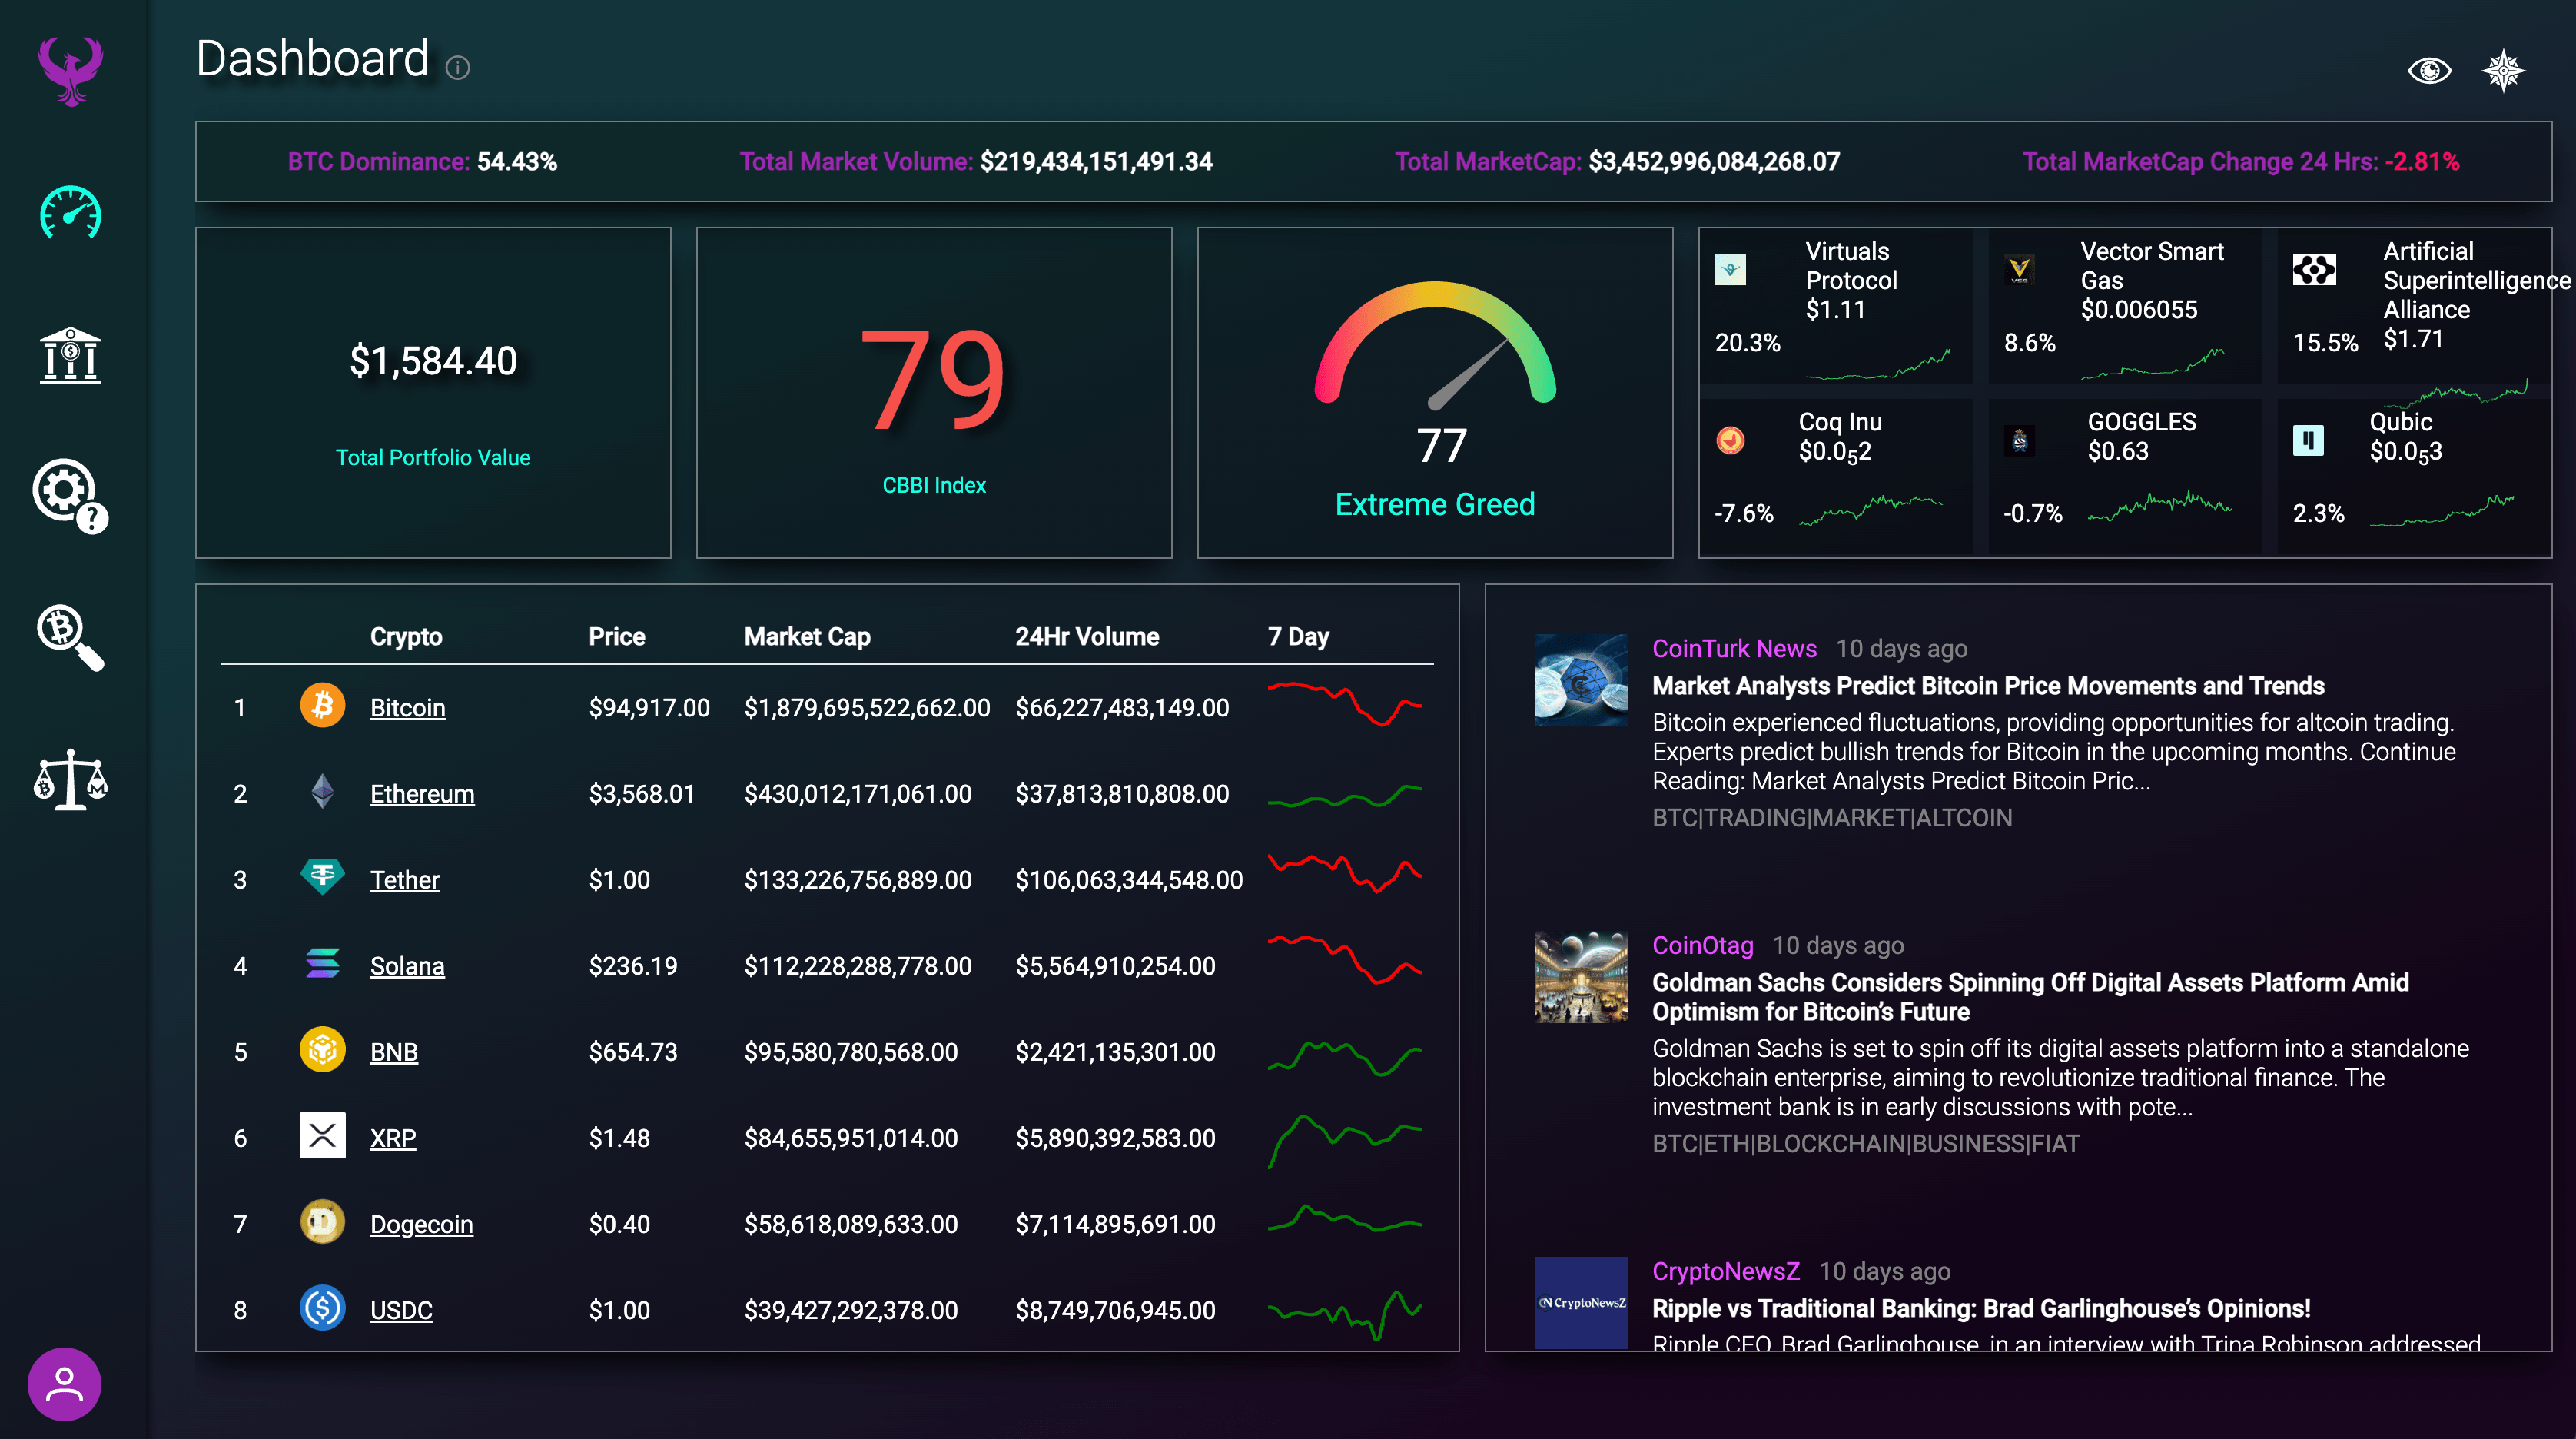 Dashboard
BTC Dominance: 54.43%
Total Market Volume: $219,434,151,491.34
Total MarketCap: $3,452,996,084,268.07
Total MarketCap Change 24 Hrs: -2.81%
$1,584.40
Total Portfolio Value
79
CBBI Index
77
Extreme Greed
Virtuals
Protocol
$1.11
20.3%
Vector Smart
Gas
$0.006055
8.6%
Artificial
Superintelligence
Alliance
$1.71
15.5%
Coq Inu
$0.0₅2
-7.6%
GOGGLES
$0.63
-0.7%
Qubic
$0.0₅3
2.3%
Crypto Price Market Cap 24Hr Volume 7 Day
1 Bitcoin $94,917.00 $1,879,695,522,662.00 $66,227,483,149.00
2 Ethereum $3,568.01 $430,012,171,061.00 $37,813,810,808.00
3 Tether $1.00 $133,226,756,889.00 $106,063,344,548.00
4 Solana $236.19 $112,228,288,778.00 $5,564,910,254.00
5 BNB $654.73 $95,580,780,568.00 $2,421,135,301.00
6 XRP $1.48 $84,655,951,014.00 $5,890,392,583.00
7 Dogecoin $0.40 $58,618,089,633.00 $7,114,895,691.00
8 USDC $1.00 $39,427,292,378.00 $8,749,706,945.00
CoinTurk News 10 days ago
Market Analysts Predict Bitcoin Price Movements and Trends
Bitcoin experienced fluctuations, providing opportunities for altcoin trading.
Experts predict bullish trends for Bitcoin in the upcoming months. Continue
Reading: Market Analysts Predict Bitcoin Pric...
BTC|TRADING|MARKET|ALTCOIN
CoinOtag 10 days ago
Goldman Sachs Considers Spinning Off Digital Assets Platform Amid
Optimism for Bitcoin’s Future
Goldman Sachs is set to spin off its digital assets platform into a standalone
blockchain enterprise, aiming to revolutionize traditional finance. The
investment bank is in early discussions with pote...
BTC|ETH|BLOCKCHAIN|BUSINESS|FIAT
CryptoNewsZ
CryptoNewsZ 10 days ago
Ripple vs Traditional Banking: Brad Garlinghouse’s Opinions!
Ripple CEO, Brad Garlinghouse, in an interview with Trina Robinson addressed